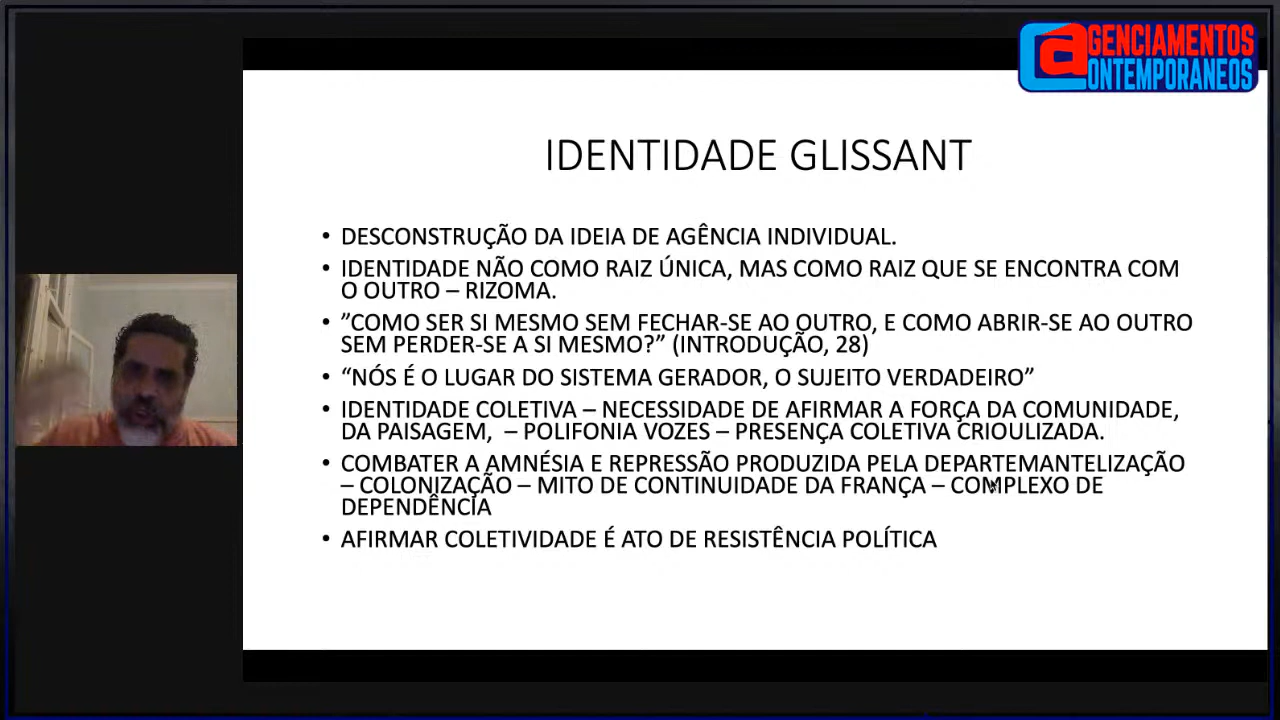 AGENCIAMENTOS
CONTEMPORANEOS
IDENTIDADE GLISSANT
• DESCONSTRUÇÃO DA IDEIA DE AGÊNCIA INDIVIDUAL.
• IDENTIDADE NÃO COMO RAIZ ÚNICA, MAS COMO RAIZ QUE SE ENCONTRA COM
O OUTRO – RIZOMA.
• ”COMO SER SI MESMO SEM FECHAR-SE AO OUTRO, E COMO ABRIR-SE AO OUTRO
SEM PERDER-SE A SI MESMO?” (INTRODUÇÃO, 28)
• “NÓS É O LUGAR DO SISTEMA GERADOR, O SUJEITO VERDADEIRO”
• IDENTIDADE COLETIVA – NECESSIDADE DE AFIRMAR A FORÇA DA COMUNIDADE,
DA PAISAGEM, – POLIFONIA VOZES – PRESENÇA COLETIVA CRIOULIZADA.
• COMBATER A AMNÉSIA E REPRESSÃO PRODUZIDA PELA DEPARTEMANTELIZAÇÃO
– COLONIZAÇÃO – MITO DE CONTINUIDADE DA FRANÇA – COMPLEXO DE
DEPENDÊNCIA
• AFIRMAR COLETIVIDADE É ATO DE RESISTÊNCIA POLÍTICA